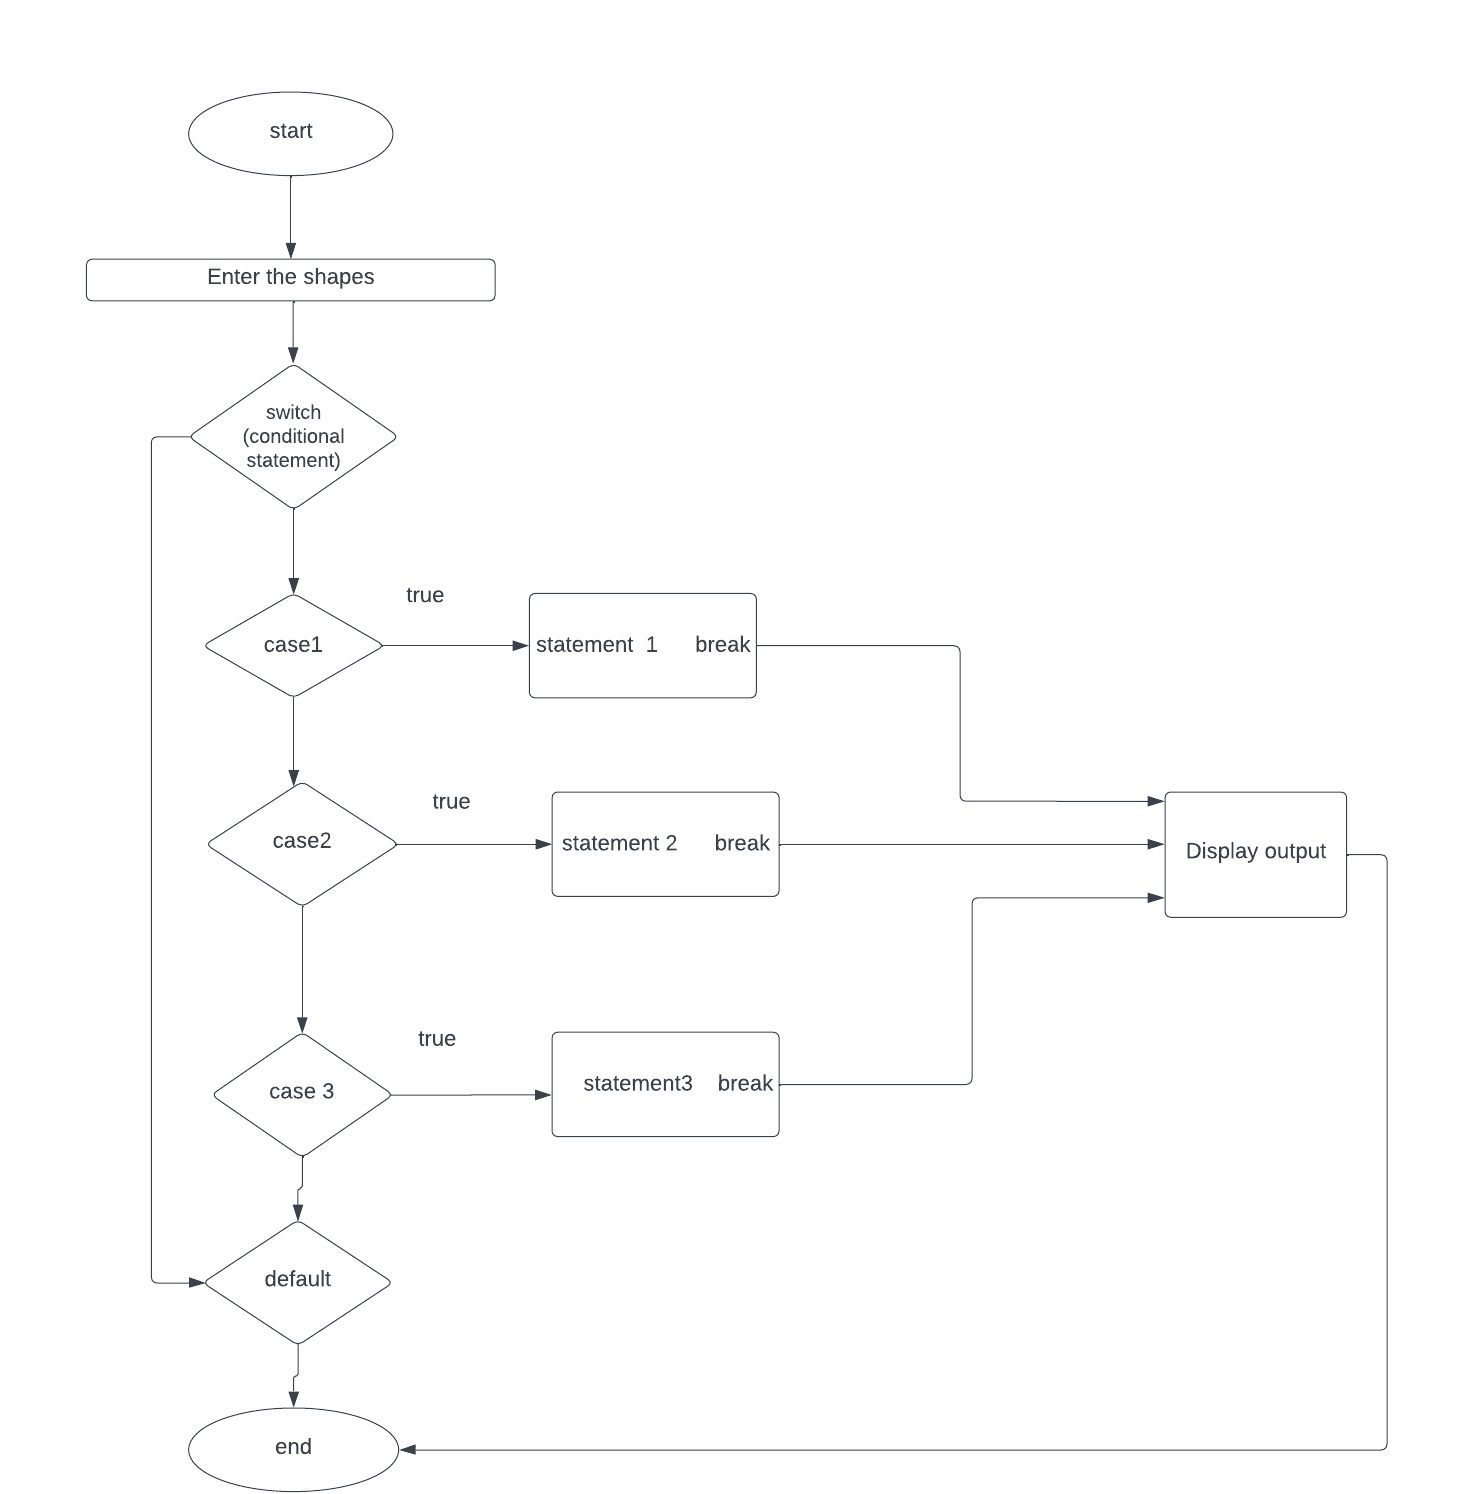 start
Enter the shapes
switch
(conditional
statement)
true
case1
statement  1      break
true
case2
statement 2      break
Display output
true
case 3
statement3    break
default
end